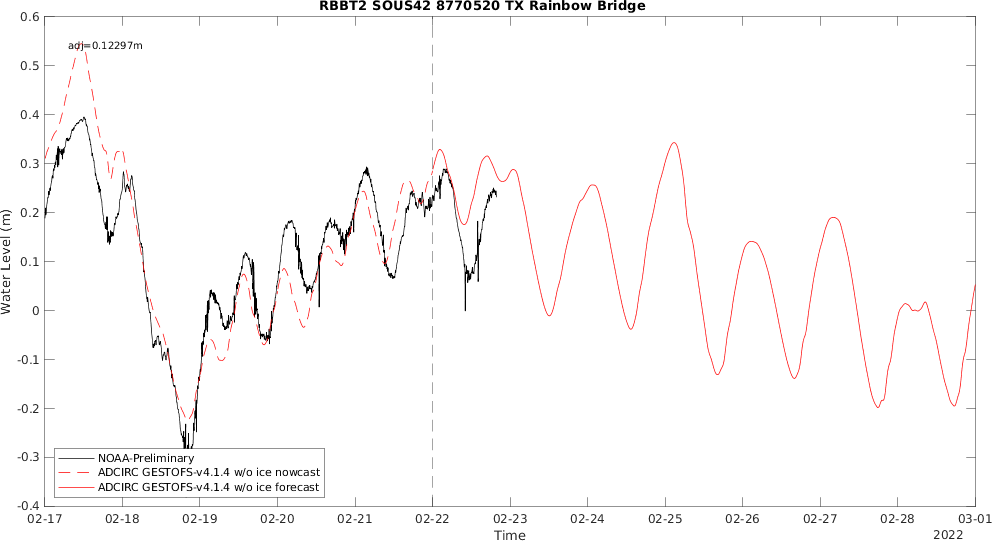 RBBT2 SOUS42 8770520 TX Rainbow Bridge
adj=0.12297m
Water Level (m)
0.6
0.5
0.4
0.3
0.2
0.1
0
-0.1
-0.2
-0.3
-0.4
NOAA-Preliminary
ADCIRC GESTOFS-v4.1.4 w/o ice nowcast
ADCIRC GESTOFS-v4.1.4 w/o ice forecast
02-17 02-18 02-19 02-20 02-21 02-22 02-23 02-24 02-25 02-26 02-27 02-28 03-01
Time
2022